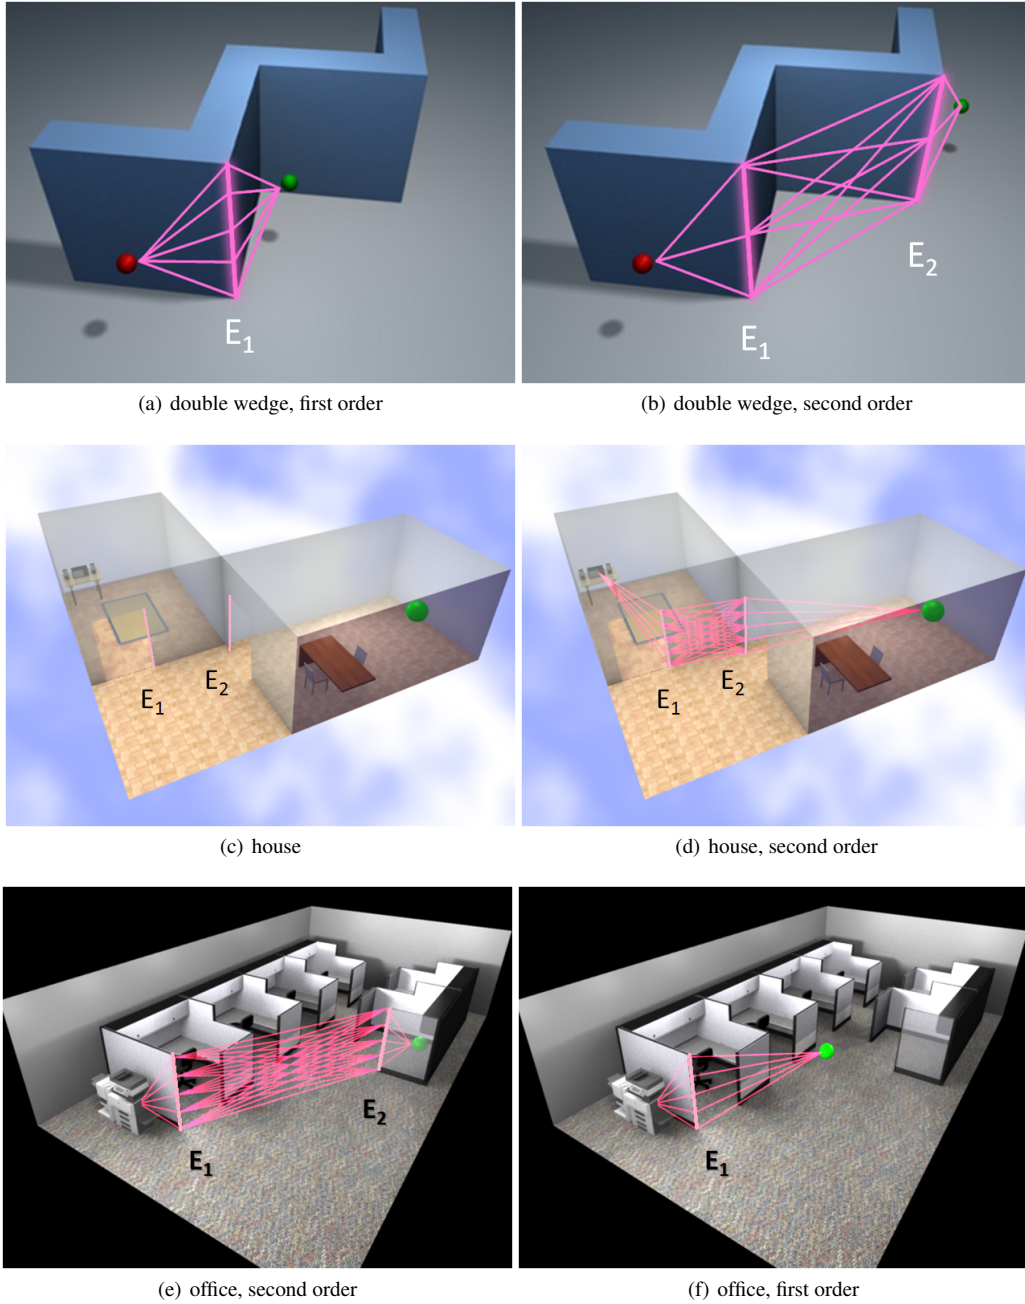 E1
E1
E2
(a) double wedge, first order
(b) double wedge, second order
E1
E2
E1
E2
(c) house
(d) house, second order
E1
E2
E1
(e) office, second order
(f) office, first order